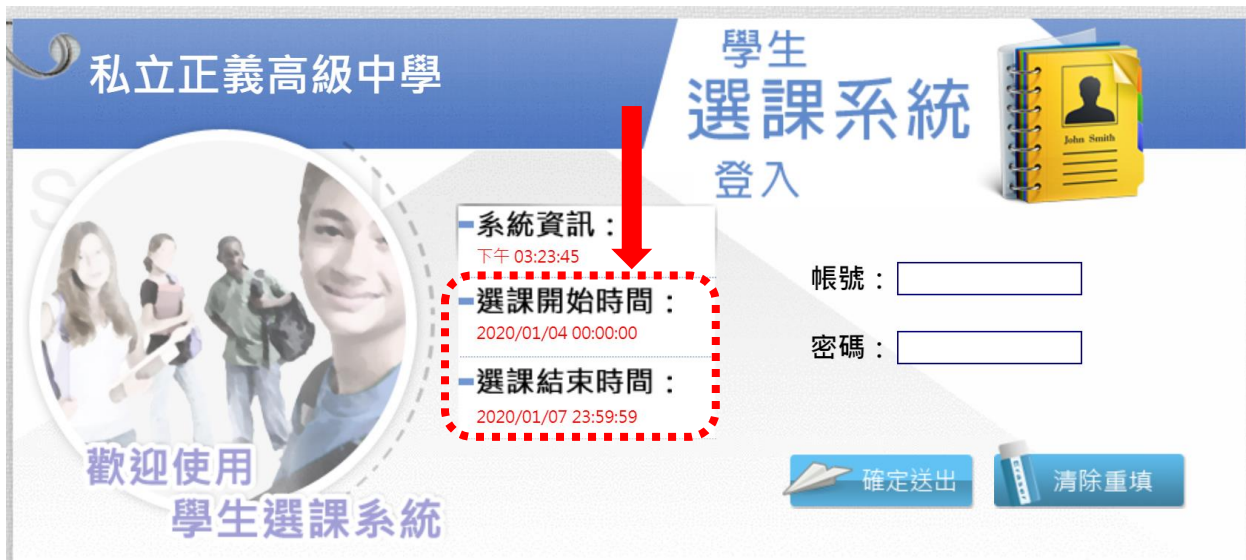 私立正義高級中學
學生
選課系統
登入
John Smith
系統資訊：
下午 03:23:45
選課開始時間：
2020/01/04 00:00:00
選課結束時間：
2020/01/07 23:59:59
帳號：
密碼：
確定送出
清除重填
歡迎使用
學生選課系統